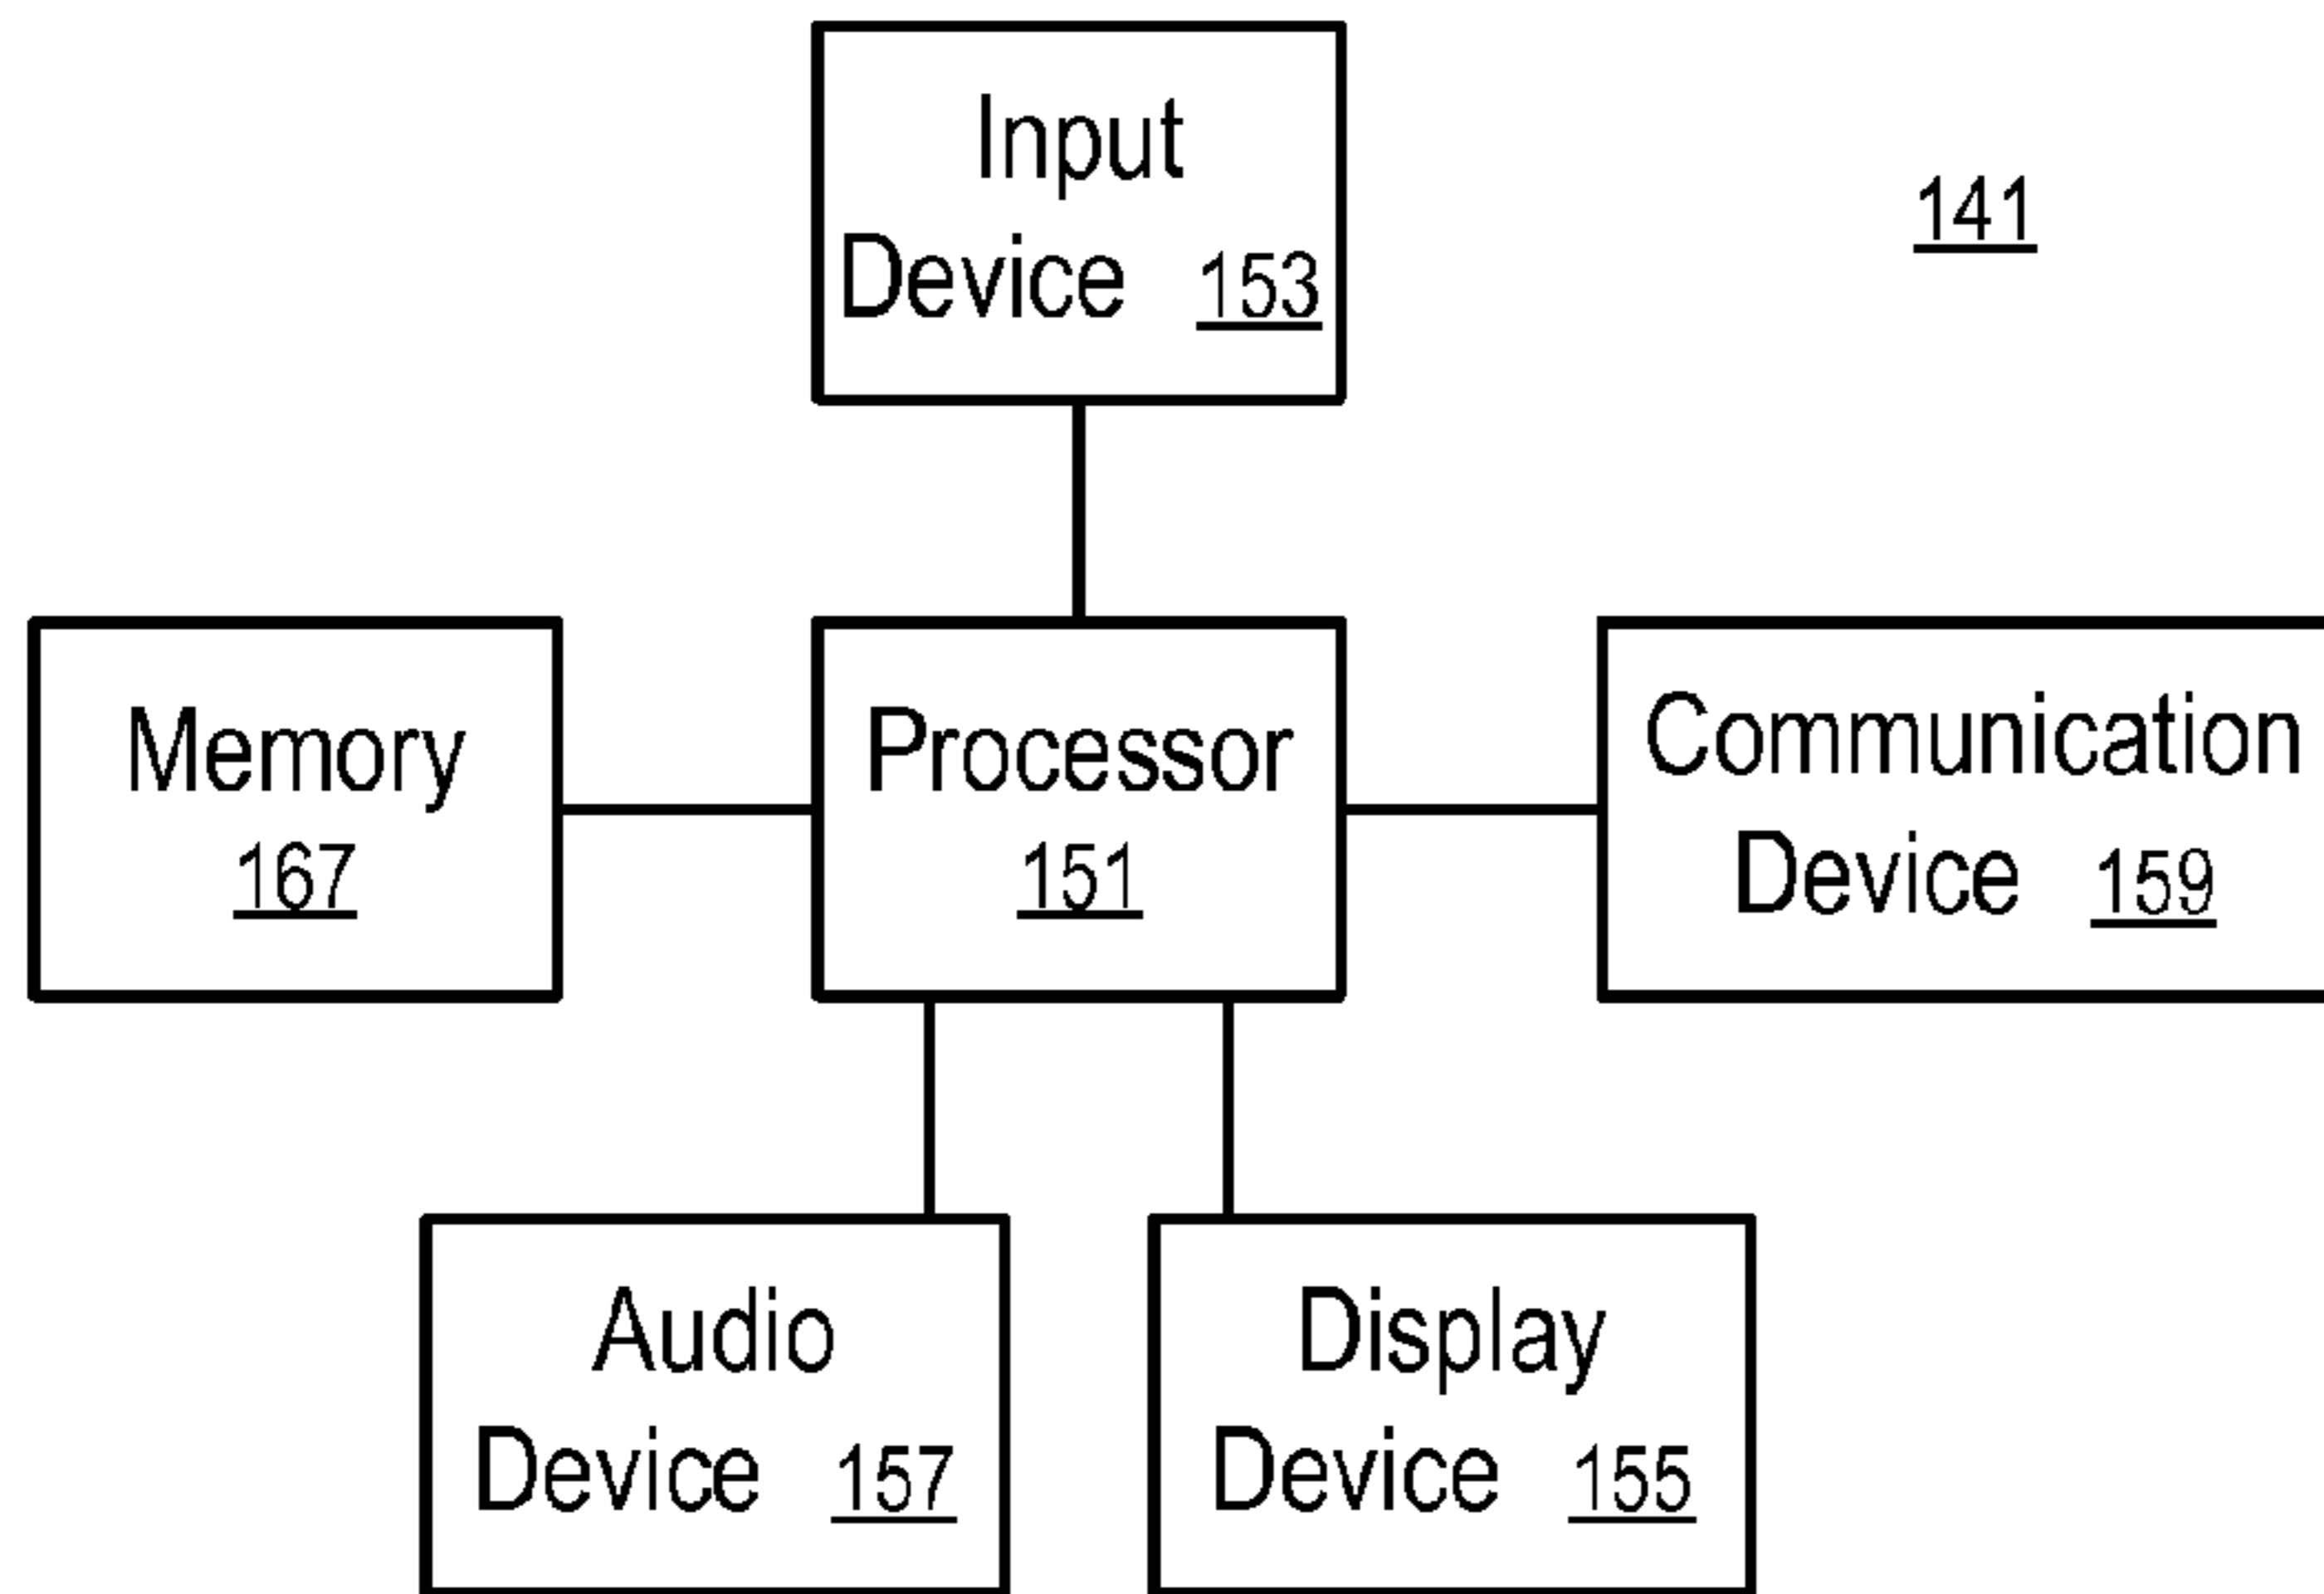 Input
Device 153
141
Memory
167
Processor
151
Communication
Device 159
Audio
Device 157
Display
Device 155